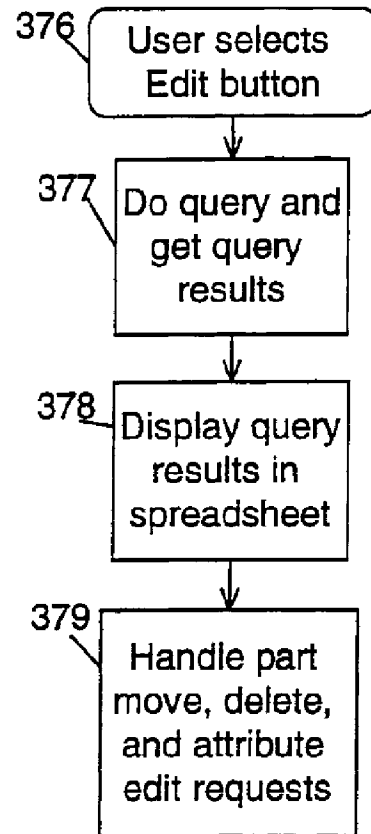 376
User selects
Edit button
377
Do query and
get query
results
378
Display query
results in
spreadsheet
379
Handle part
move, delete,
and attribute
edit requests